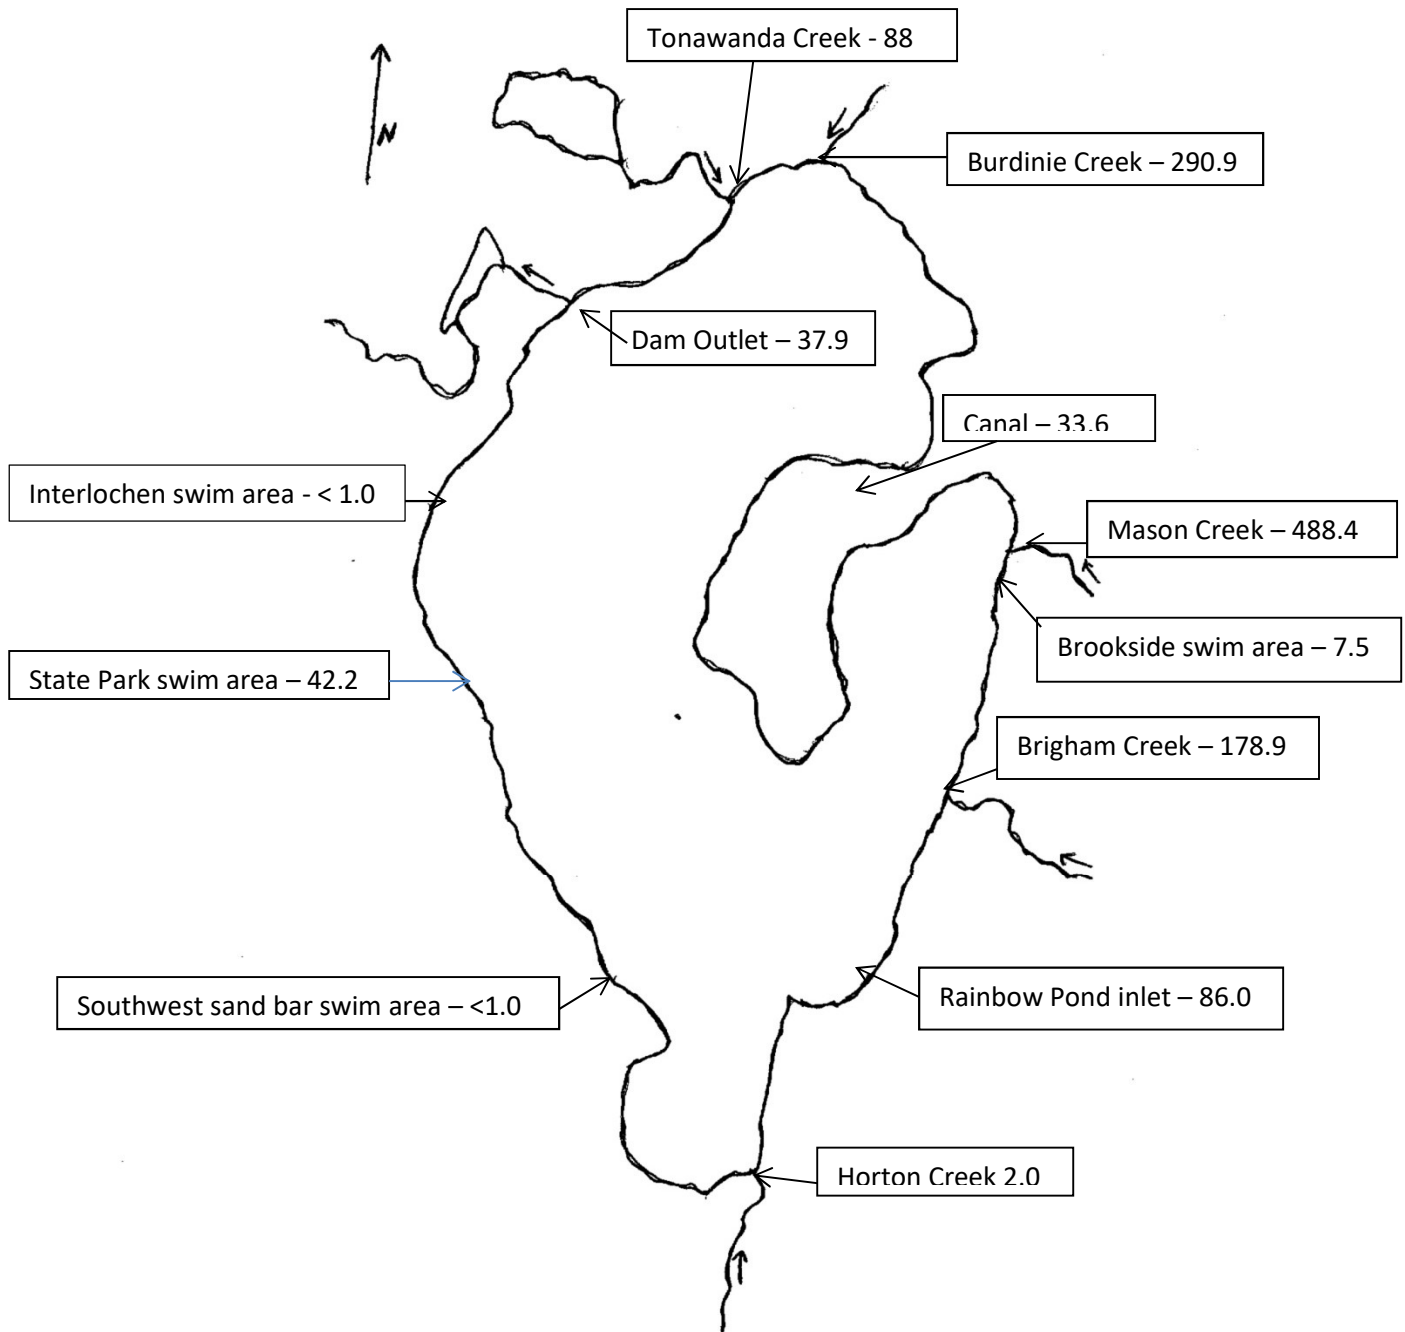 Tonawanda Creek - 88
N
Burdinie Creek – 290.9
Dam Outlet – 37.9
Canal – 33.6
Interlochen swim area - < 1.0
Mason Creek – 488.4
Brookside swim area – 7.5
State Park swim area – 42.2
Brigham Creek – 178.9
Rainbow Pond inlet – 86.0
Southwest sand bar swim area – <1.0
Horton Creek 2.0